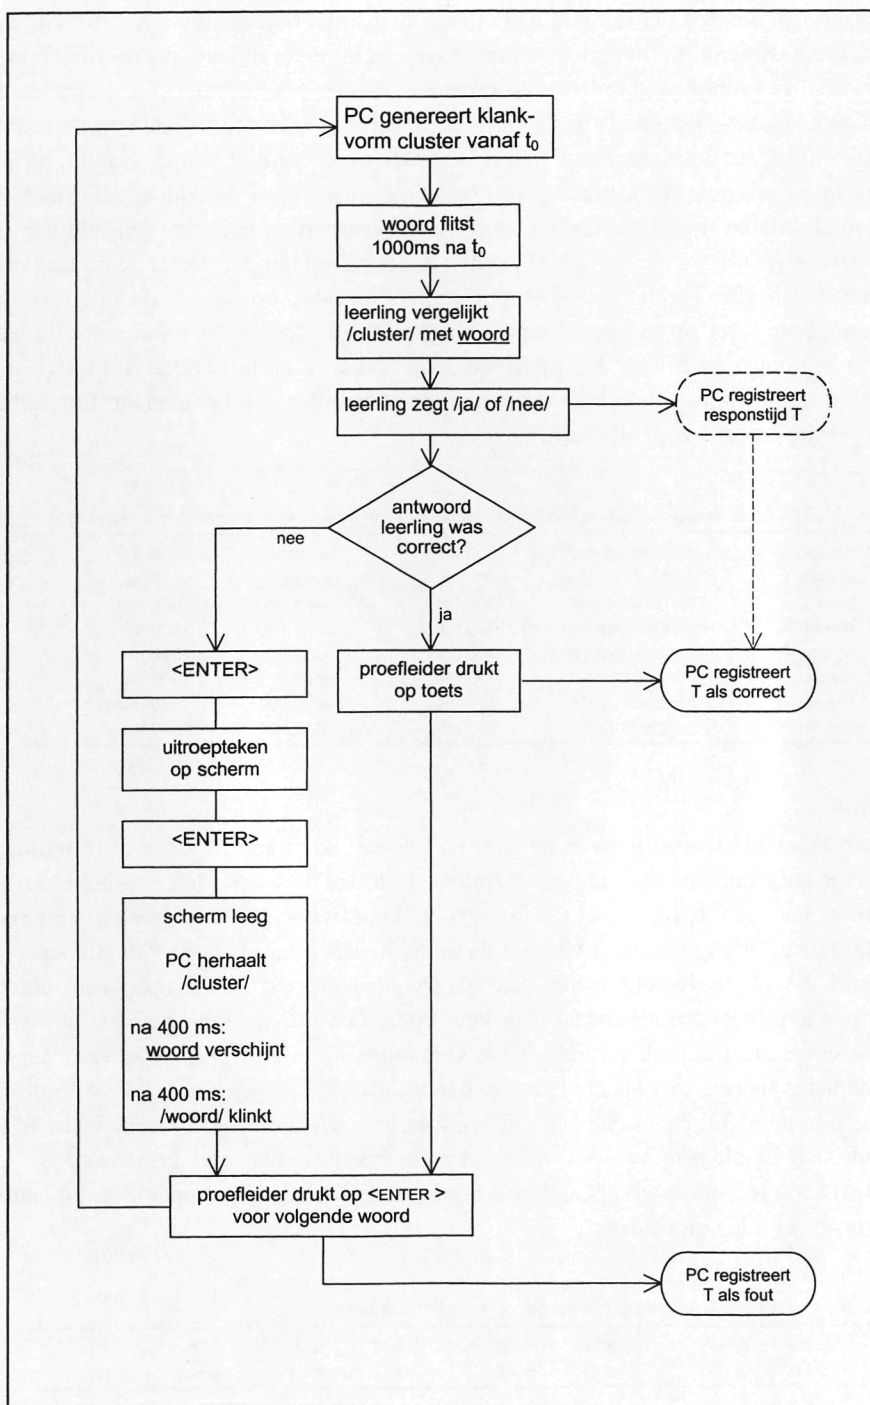 PC genereert klank-
vorm cluster vanaf t₀
woord flitst
1000ms na t₀
leerling vergelijkt
/cluster/ met woord
leerling zegt /ja/ of /nee/
PC registreert
responstijd T
antwoord
leerling was
correct?
nee
ja
<ENTER>
proefleider drukt
op toets
PC registreert
T als correct
uitroepteken
op scherm
<ENTER>
scherm leeg
PC herhaalt
/cluster/
na 400 ms:
woord verschijnt
na 400 ms:
/woord/ klinkt
proefleider drukt op <ENTER >
voor volgende woord
PC registreert
T als fout